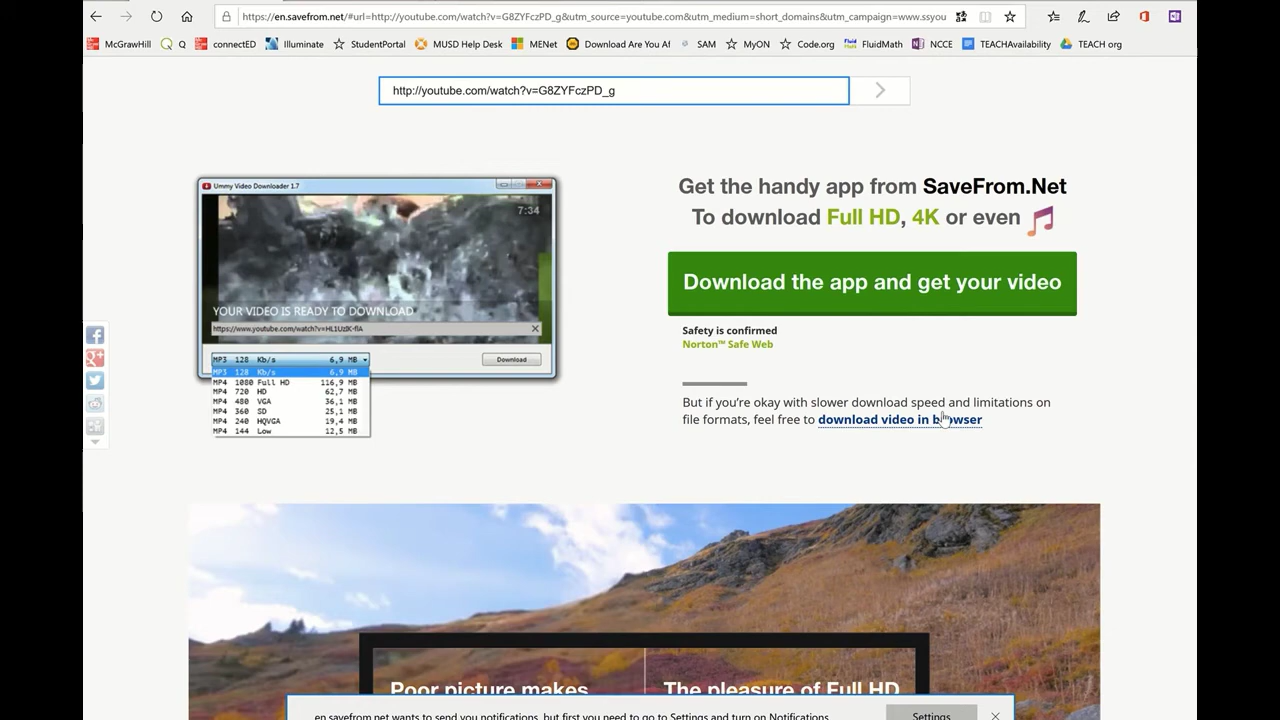 https://en.savefrom.net/#url=http://youtube.com/watch?v=G8ZYFczPD_g&utm_source=youtube.com&utm_medium=short_domains&utm_campaign=www.ssyou
McGrawHill Q connectED Illuminate StudentPortal MUSD Help Desk MENet Download Are You Af SAM MyON Code.org FluidMath NCCE TEACHAvailability TEACH org
http://youtube.com/watch?v=G8ZYFczPD_g
Ummy Video Downloader 1.7
7:34
YOUR VIDEO IS READY TO DOWNLOAD
MP3 128 Kb/s 6,9 MB
Download
MP3 128 Kb/s 6,9 MB
MP4 1080 Full HD 116,9 MB
MP4 720 HD 62,7 MB
MP4 480 VGA 36,1 MB
MP4 360 SD 25,1 MB
MP4 240 HQVGA 19,4 MB
MP4 144 Low 12,5 MB
Get the handy app from SaveFrom.Net
To download Full HD, 4K or even
Download the app and get your video
Safety is confirmed
Norton™ Safe Web
But if you're okay with slower download speed and limitations on
file formats, feel free to download video in browser
Poor picture makes
The pleasure of Full HD
en.savefrom.net wants to send you notifications, but first you need to go to Settings and turn on Notifications
Settings